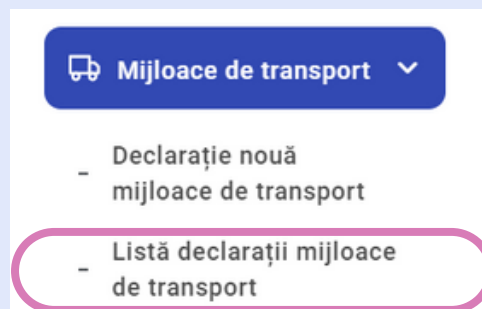 Mijloace de transport
- Declarație nouă
mijloace de transport
- Listă declarații mijloace
de transport